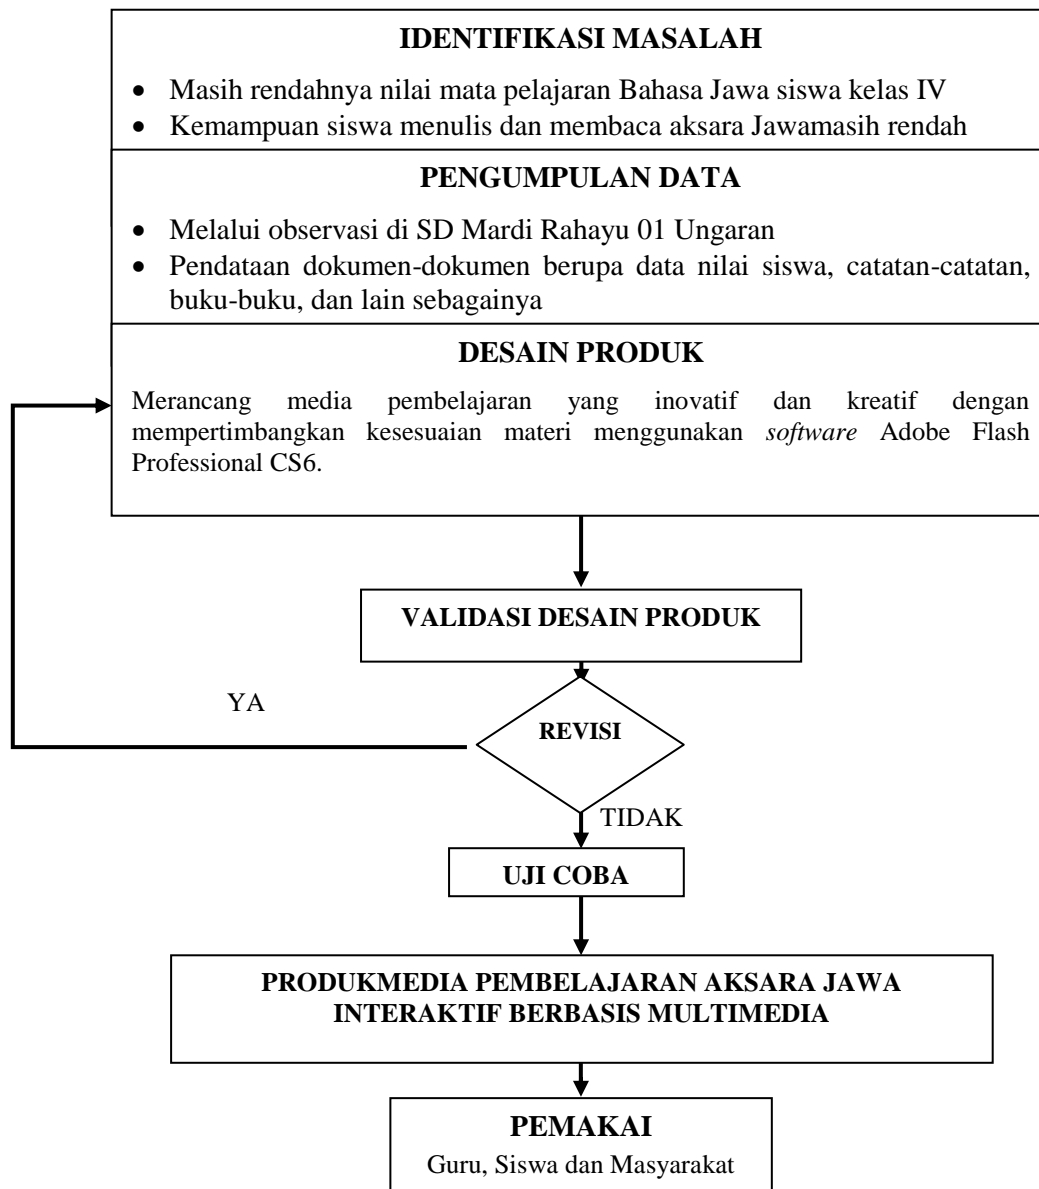 IDENTIFIKASI MASALAH
• Masih rendahnya nilai mata pelajaran Bahasa Jawa siswa kelas IV
• Kemampuan siswa menulis dan membaca aksara Jawamasih rendah
PENGUMPULAN DATA
• Melalui observasi di SD Mardi Rahayu 01 Ungaran
• Pendataan dokumen-dokumen berupa data nilai siswa, catatan-catatan,
buku-buku, dan lain sebagainya
DESAIN PRODUK
Merancang media pembelajaran yang inovatif dan kreatif dengan
mempertimbangkan kesesuaian materi menggunakan software Adobe Flash
Professional CS6.
VALIDASI DESAIN PRODUK
YA
REVISI
TIDAK
UJI COBA
PRODUKMEDIA PEMBELAJARAN AKSARA JAWA
INTERAKTIF BERBASIS MULTIMEDIA
PEMAKAI
Guru, Siswa dan Masyarakat